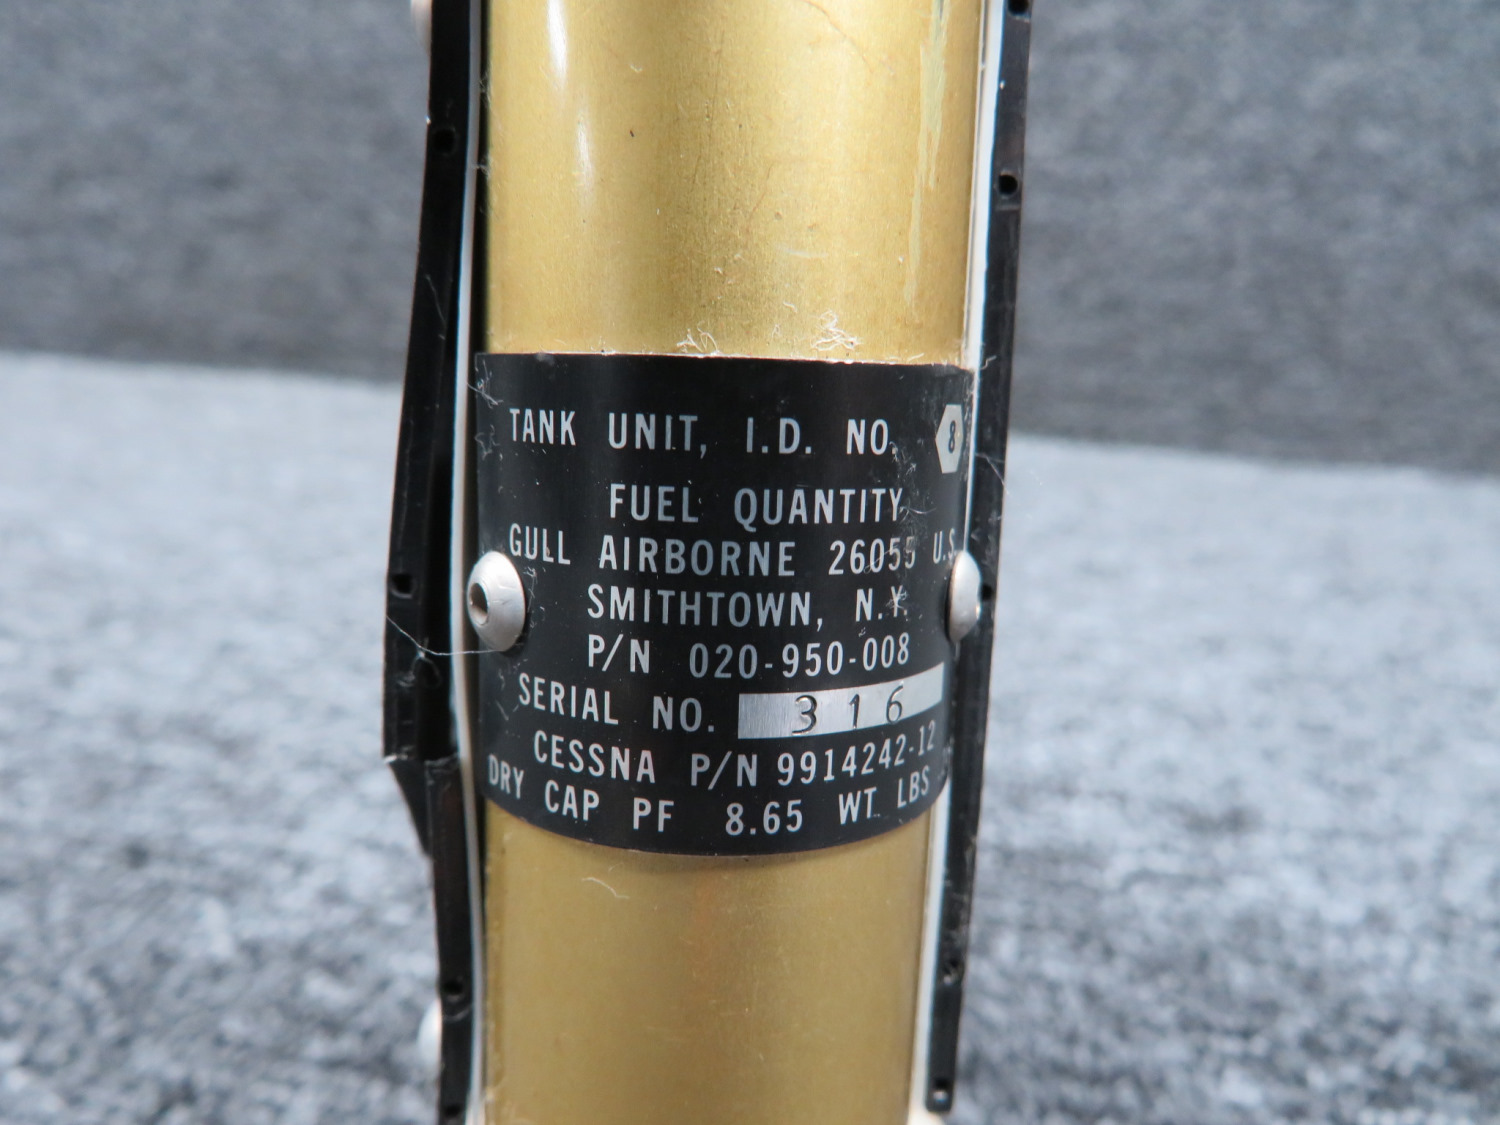 TANK UNIT, I.D. NO. 8
FUEL QUANTITY
GULL AIRBORNE 26055 U.S.
SMITHTOWN, N.Y.
P/N 020-950-008
SERIAL NO. 316
CESSNA P/N 9914242-12
DRY CAP PF 8.65 WT LBS